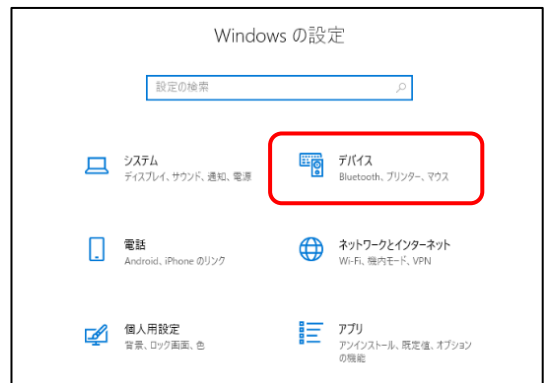 Windows の設定
設定の検索
システム
ディスプレイ、サウンド、通知、電源
デバイス
Bluetooth、プリンター、マウス
電話
Android、iPhone のリンク
ネットワークとインターネット
Wi-Fi、機内モード、VPN
個人用設定
背景、ロック画面、色
アプリ
アンインストール、既定値、オプション
の機能